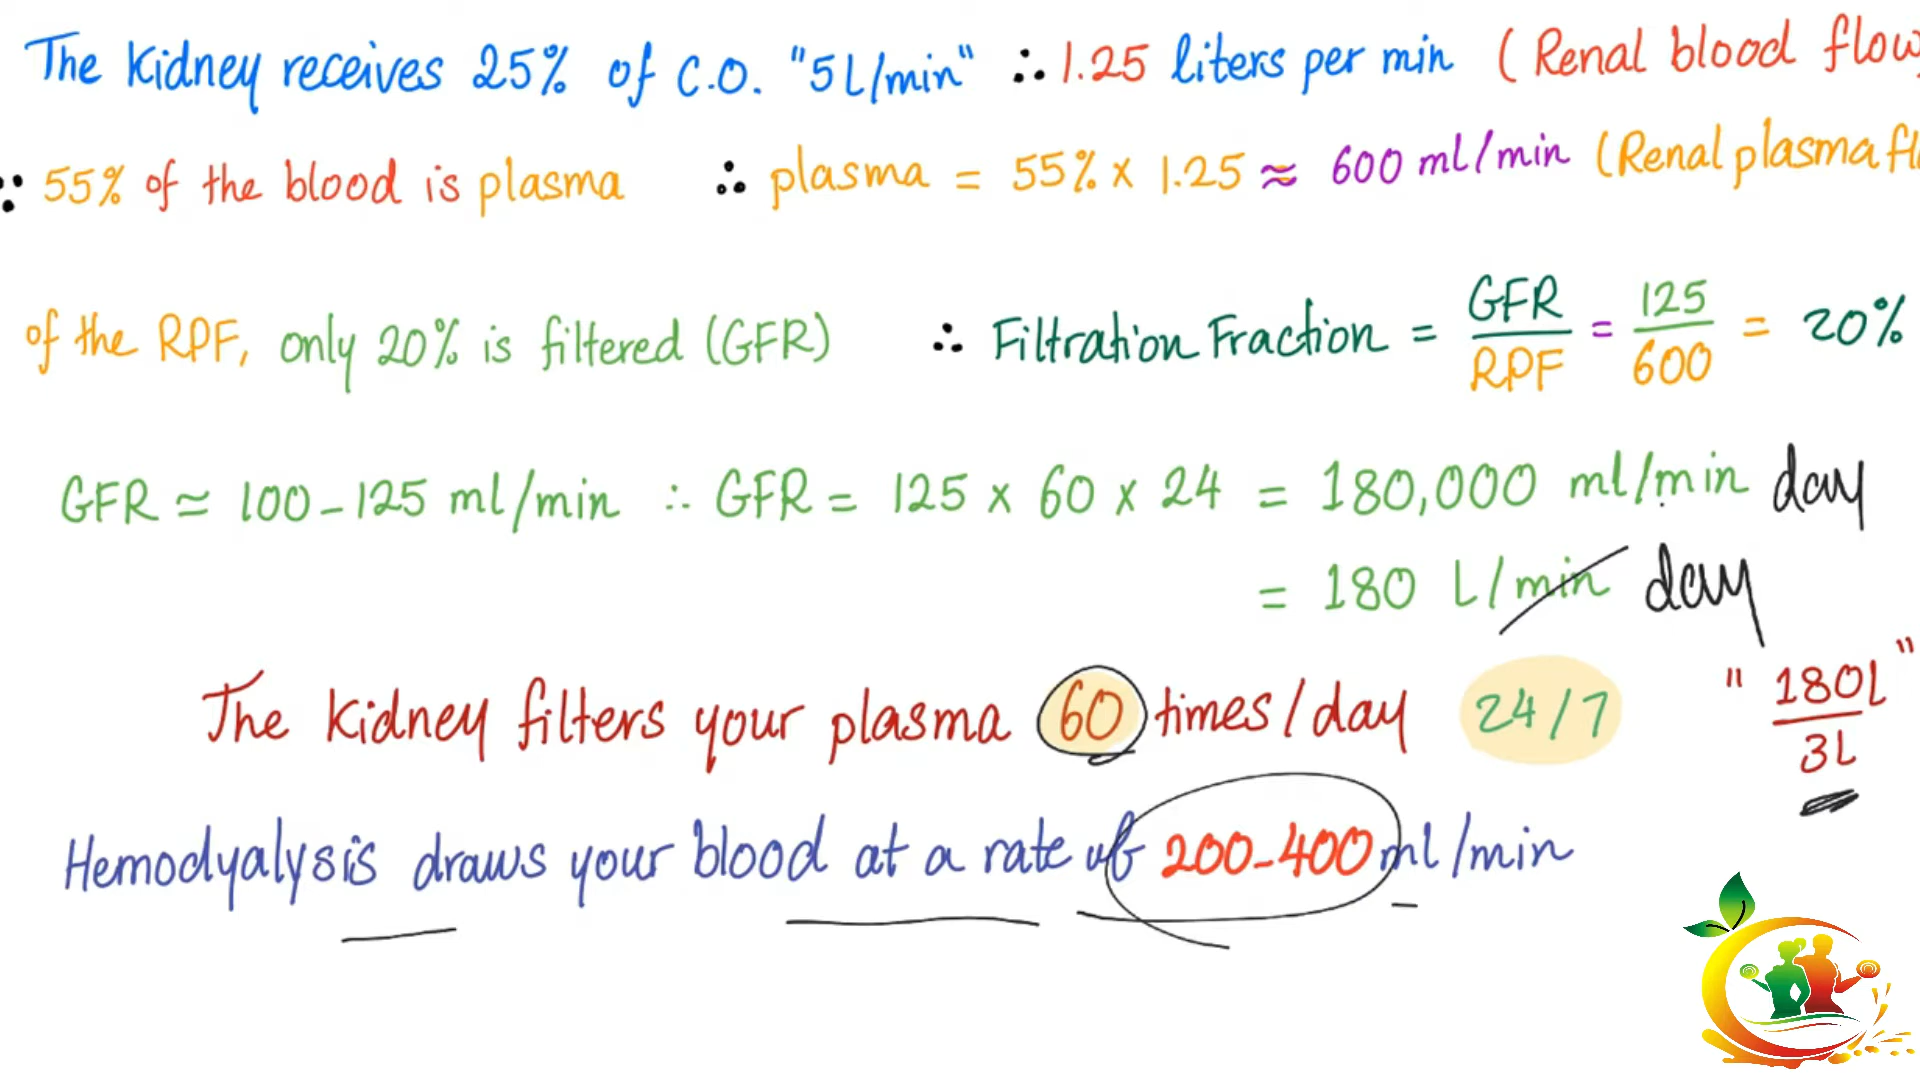 The Kidney receives 25% of C.O. "5L/min" ∴ 1.25 liters per min (Renal blood flow
∵ 55% of the blood is plasma ∴ plasma = 55% x 1.25 ≈ 600 ml/min (Renal plasma fl
of the RPF, only 20% is filtered (GFR) ∴ Filtration Fraction = GFR/RPF = 125/600 = 20%
GFR ≃ 100-125 ml/min ∴ GFR = 125 x 60 x 24 = 180,000 ml/min day
= 180 L/min day
The kidney filters your plasma 60 times/day 24/7 "180L/3L"
Hemodyalysis draws your blood at a rate of 200-400 ml/min